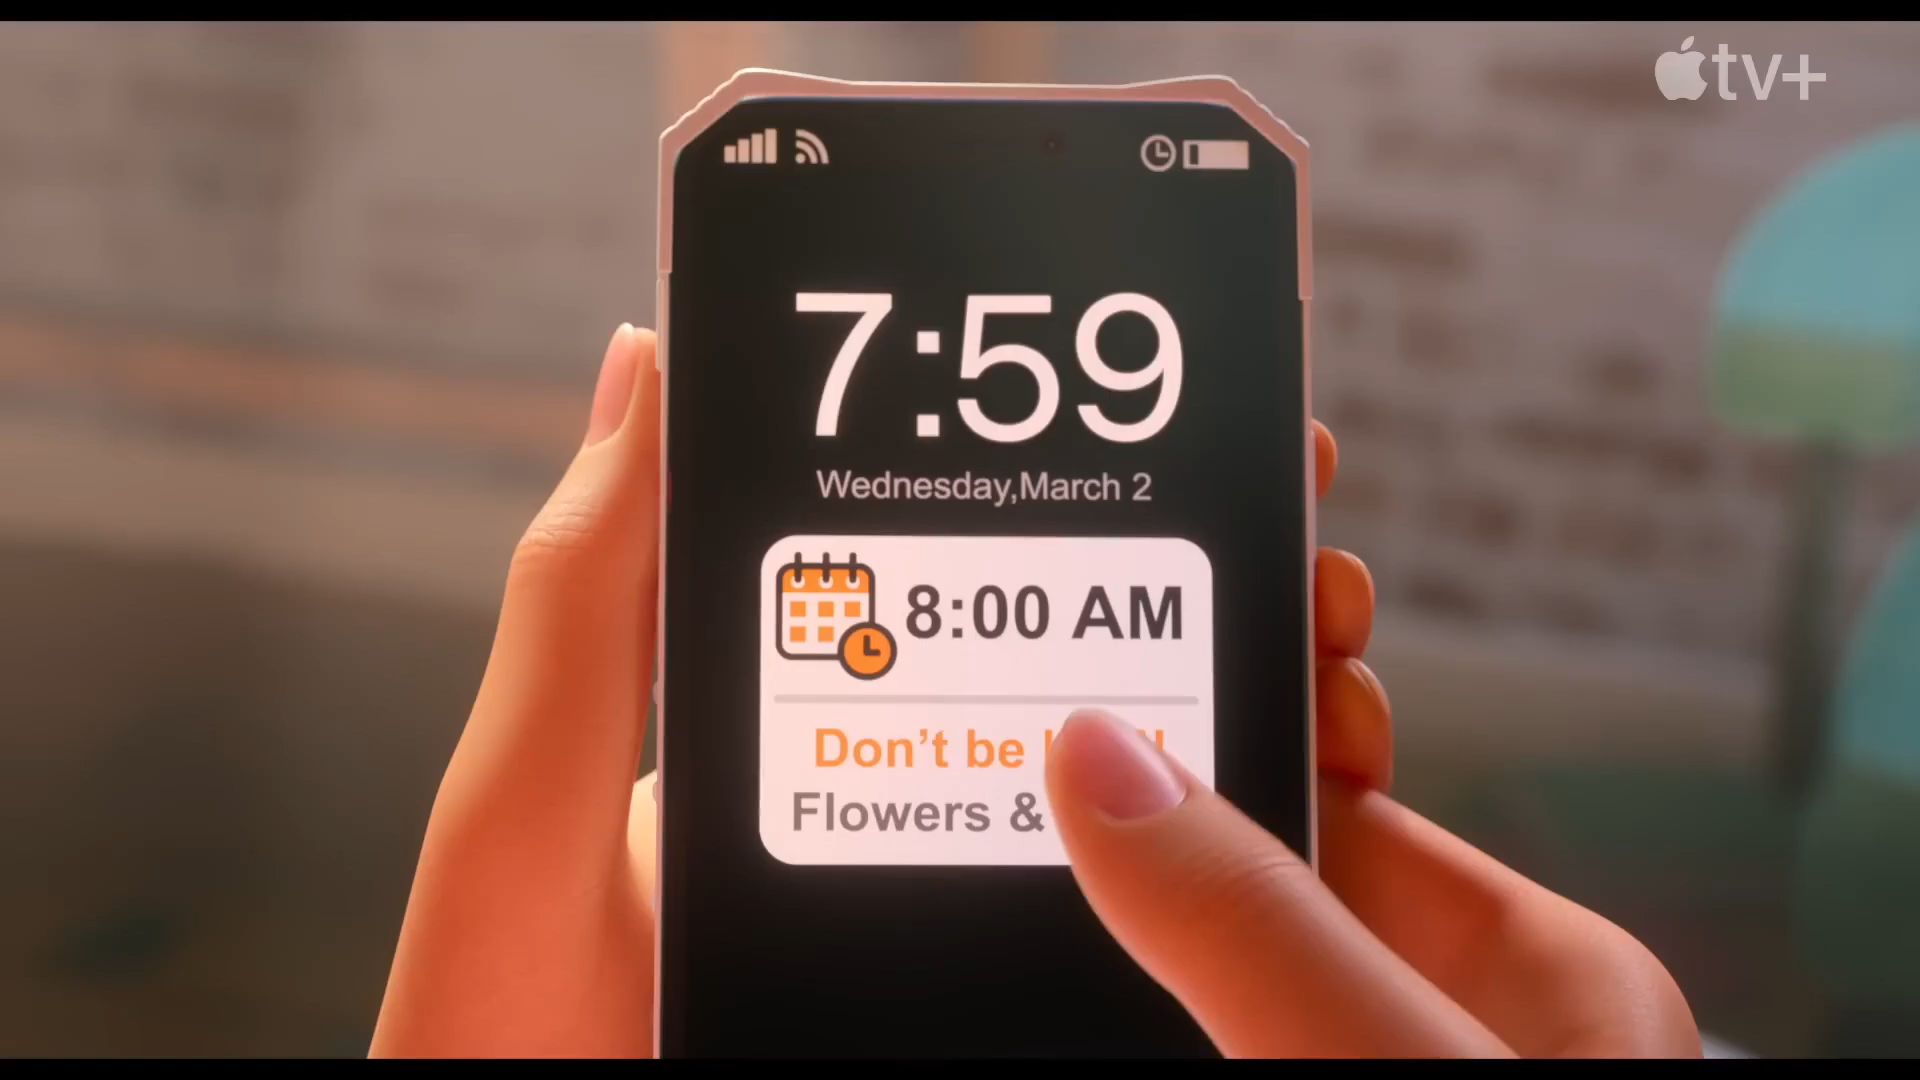 tv+
7:59
Wednesday,March 2
8:00 AM
Don't be
Flowers &